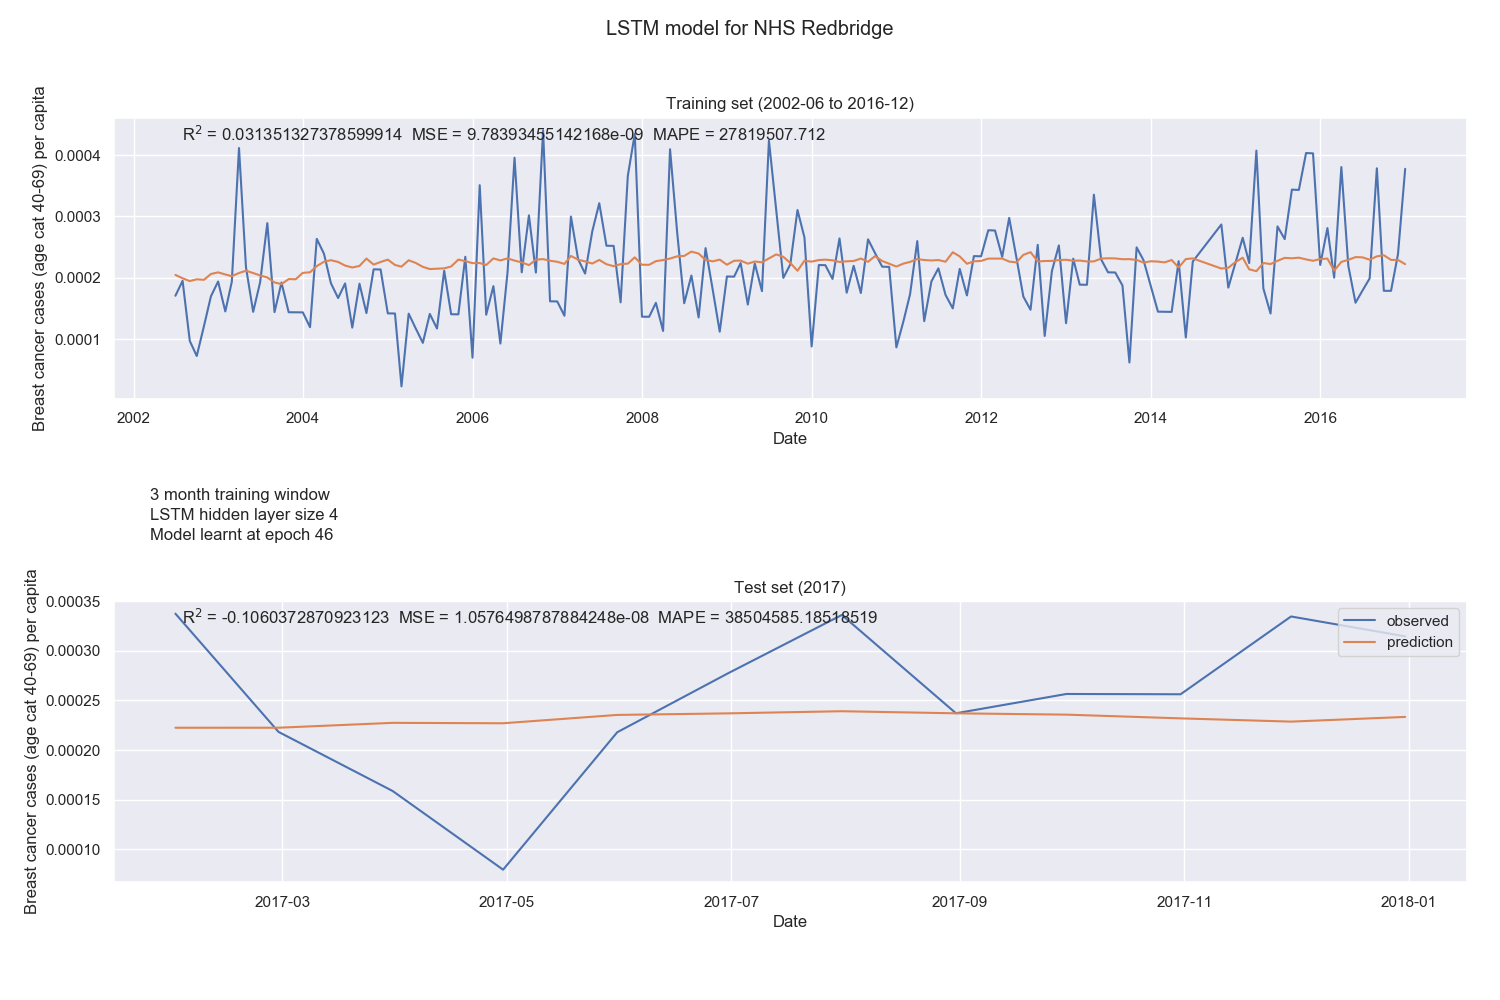 LSTM model for NHS Redbridge
Training set (2002-06 to 2016-12)
R² = 0.031351327378599914 MSE = 9.78393455142168e-09 MAPE = 27819507.712
Breast cancer cases (age cat 40-69) per capita
0.0004
0.0003
0.0002
0.0001
2002 2004 2006 2008 2010 2012 2014 2016
Date
3 month training window
LSTM hidden layer size 4
Model learnt at epoch 46
Test set (2017)
R² = -0.1060372870923123 MSE = 1.0576498787884248e-08 MAPE = 38504585.18518519
observed
prediction
Breast cancer cases (age cat 40-69) per capita
0.00035
0.00030
0.00025
0.00020
0.00015
0.00010
2017-03 2017-05 2017-07 2017-09 2017-11 2018-01
Date